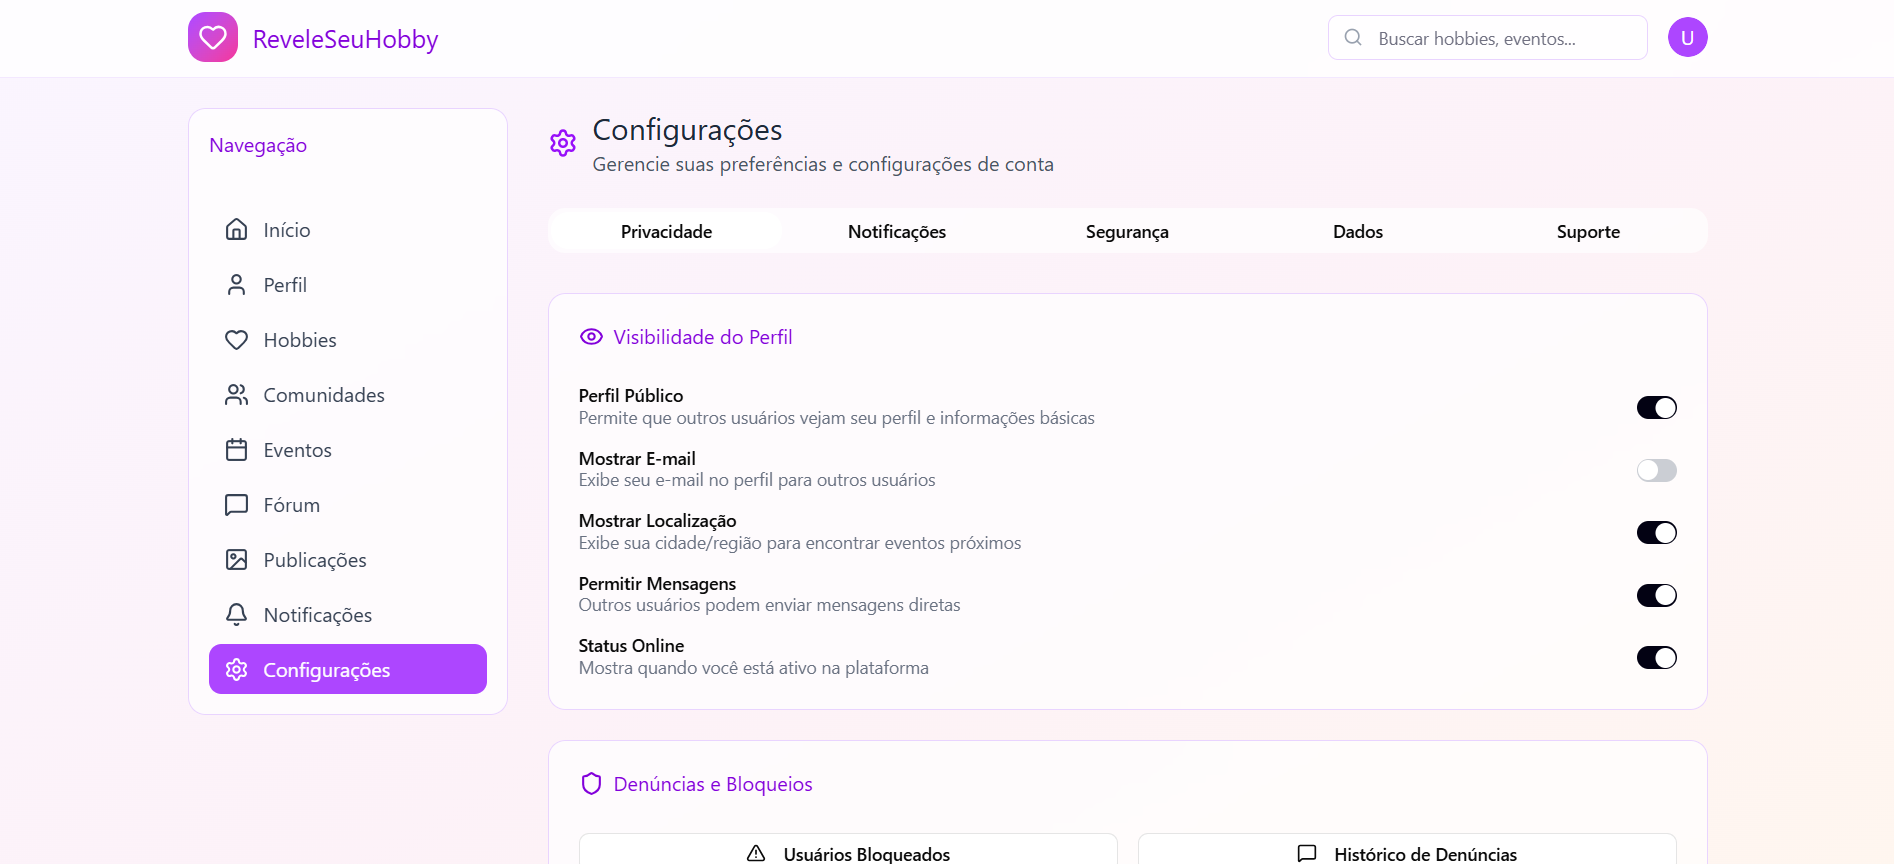 ReveleSeuHobby
Buscar hobbies, eventos...
U
Navegação
Início
Perfil
Hobbies
Comunidades
Eventos
Fórum
Publicações
Notificações
Configurações
Configurações
Gerencie suas preferências e configurações de conta
Privacidade Notificações Segurança Dados Suporte
Visibilidade do Perfil
Perfil Público
Permite que outros usuários vejam seu perfil e informações básicas
Mostrar E-mail
Exibe seu e-mail no perfil para outros usuários
Mostrar Localização
Exibe sua cidade/região para encontrar eventos próximos
Permitir Mensagens
Outros usuários podem enviar mensagens diretas
Status Online
Mostra quando você está ativo na plataforma
Denúncias e Bloqueios
Usuários Bloqueados Histórico de Denúncias